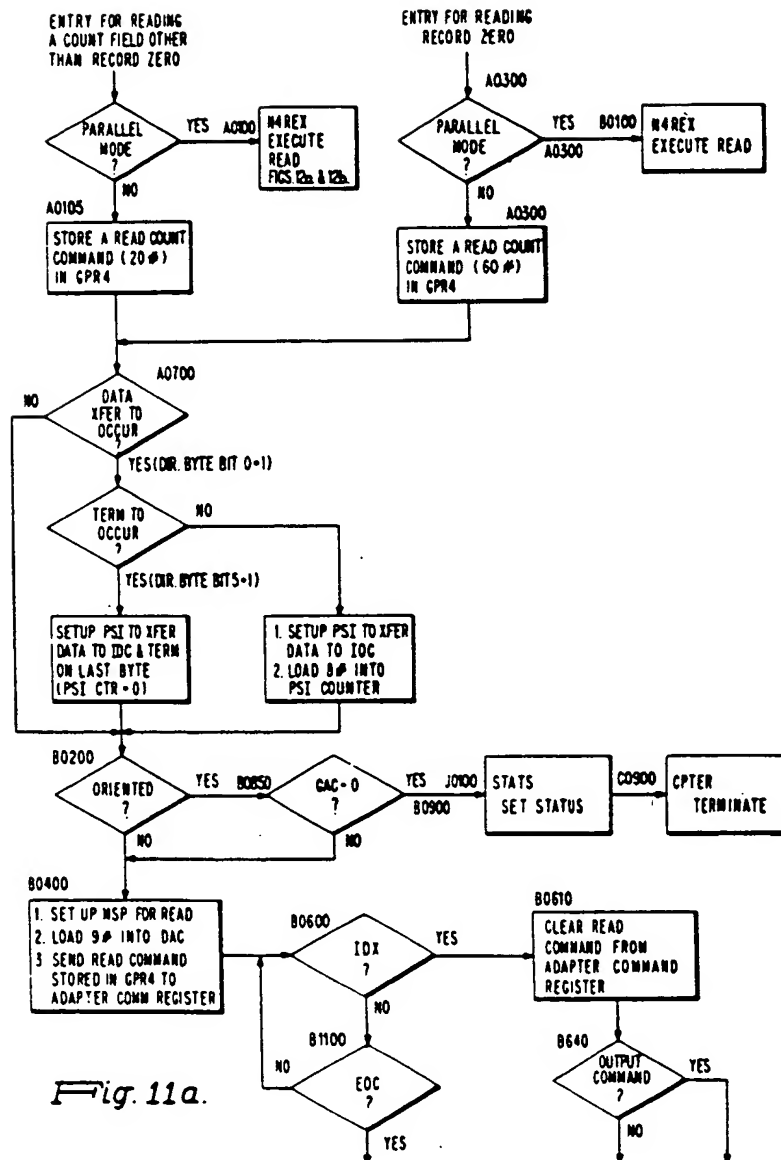 ENTRY FOR READING
A COUNT FIELD OTHER
THAN RECORD ZERO
ENTRY FOR READING
RECORD ZERO
A0300
PARALLEL
MODE
?
YES
A0100
N4REX
EXECUTE
READ
FIGS.12a & 12b
NO
PARALLEL
MODE
?
YES
A0300
B0100
N4REX
EXECUTE READ
NO
A0105
STORE A READ COUNT
COMMAND (20#)
IN GPR4
A0300
STORE A READ COUNT
COMMAND (60#)
IN GPR4
A0700
DATA
XFER TO
OCCUR
?
NO
YES(DIR. BYTE BIT 0=1)
TERM TO
OCCUR
?
NO
YES(DIR.BYTE BIT5=1)
SETUP PSI TO XFER
DATA TO IOC & TERM
ON LAST BYTE
(PSI CTR = 0)
1. SETUP PSI TO XFER
DATA TO IOC
2. LOAD 8# INTO
PSI COUNTER
B0200
ORIENTED
?
YES
B0850
GAC=0
?
YES
B0900
J0100
STATS
SET STATUS
C0900
CPTER
TERMINATE
NO
NO
B0400
1. SET UP NSP FOR READ
2. LOAD 9# INTO DAC
3 SEND READ COMMAND
STORED IN GPR4 TO
ADAPTER COMM REGISTER
B0600
IDX
?
YES
B0610
CLEAR READ
COMMAND FROM
ADAPTER COMMAND
REGISTER
NO
B1100
EOC
?
NO
YES
B640
OUTPUT
COMMAND
?
YES
NO
Fig. 11a.